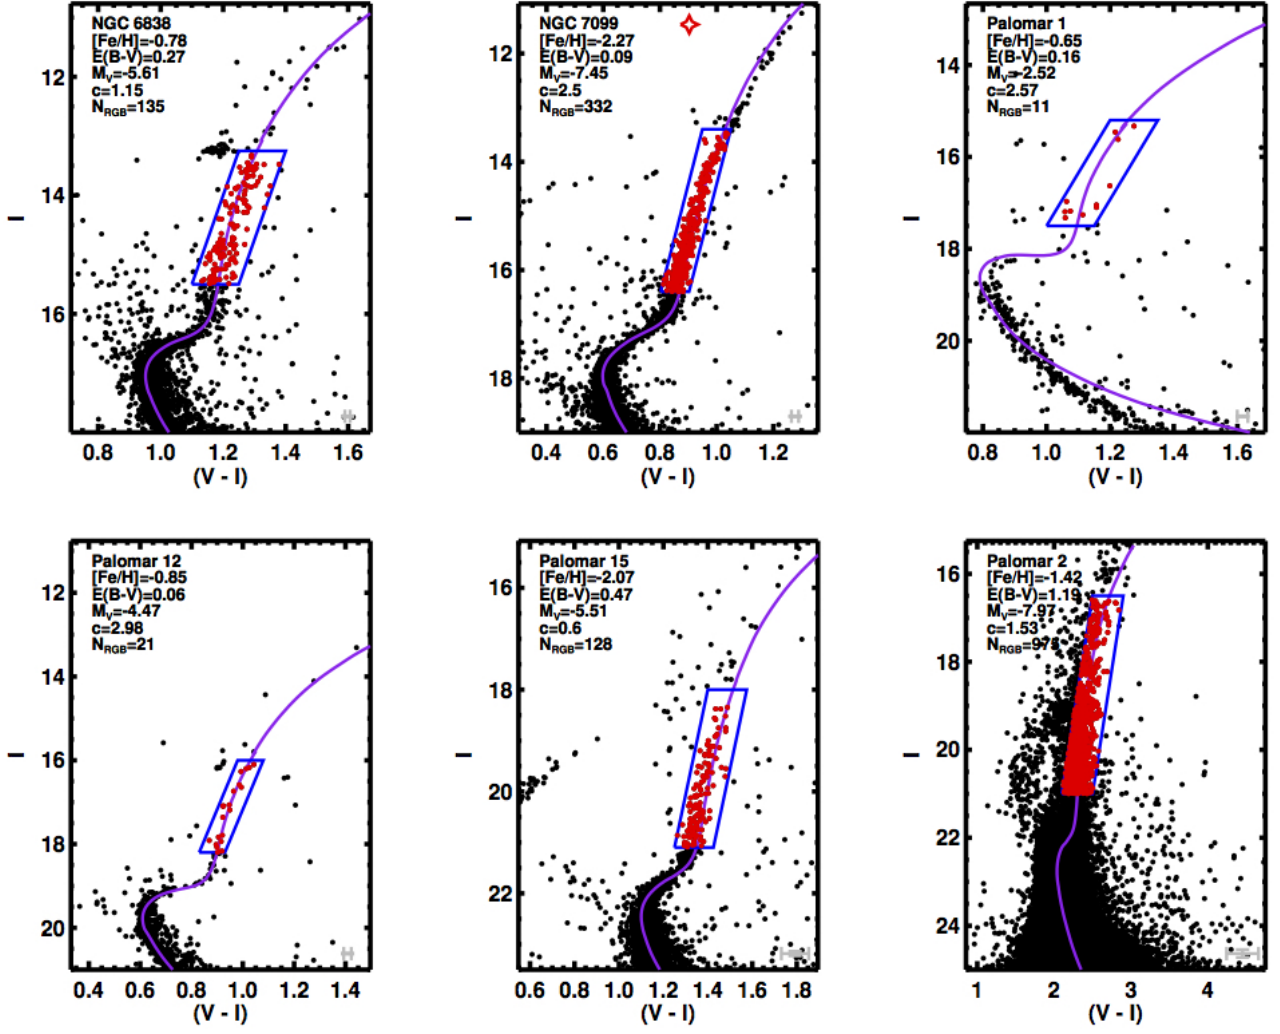 NGC 6838
[Fe/H]=-0.78
E(B-V)=0.27
M_V=-5.61
c=1.15
N_RGB=135
12
14
16
I
0.8 1.0 1.2 1.4 1.6
(V - I)
NGC 7099
[Fe/H]=-2.27
E(B-V)=0.09
M_V=-7.45
c=2.5
N_RGB=332
12
14
16
18
I
0.4 0.6 0.8 1.0 1.2
(V - I)
Palomar 1
[Fe/H]=-0.65
E(B-V)=0.16
M_V=-2.52
c=2.57
N_RGB=11
14
16
18
20
I
0.8 1.0 1.2 1.4 1.6
(V - I)
Palomar 12
[Fe/H]=-0.85
E(B-V)=0.06
M_V=-4.47
c=2.98
N_RGB=21
12
14
16
18
20
I
0.4 0.6 0.8 1.0 1.2 1.4
(V - I)
Palomar 15
[Fe/H]=-2.07
E(B-V)=0.47
M_V=-5.51
c=0.6
N_RGB=128
16
18
20
22
I
0.6 0.8 1.0 1.2 1.4 1.6 1.8
(V - I)
Palomar 2
[Fe/H]=-1.42
E(B-V)=1.19
M_V=-7.97
c=1.53
16
18
20
22
24
I
1 2 3 4
(V - I)